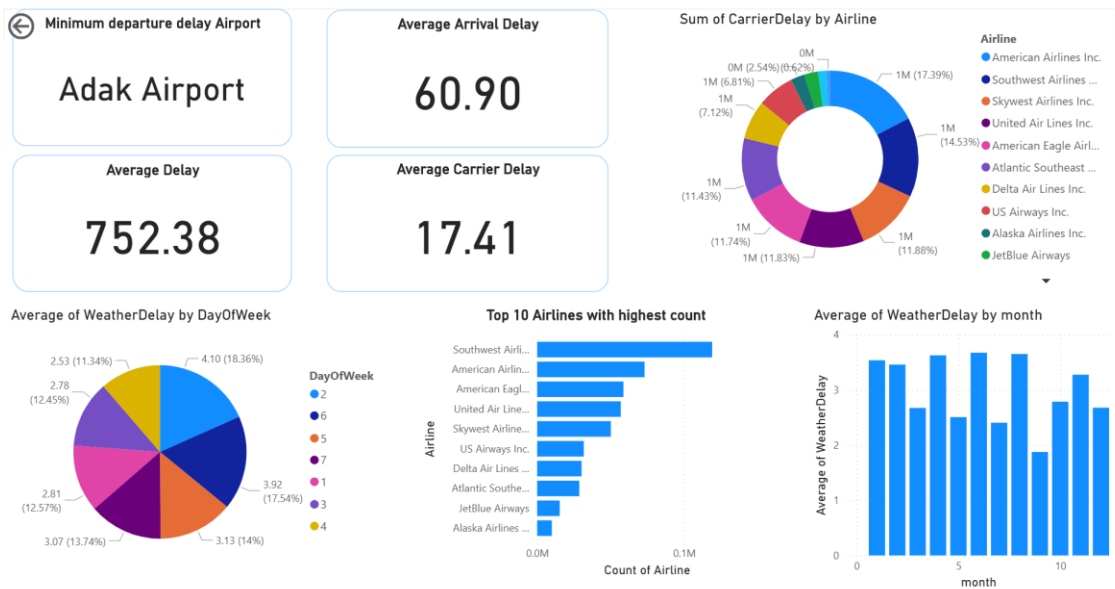 Minimum departure delay Airport
Adak Airport
Average Arrival Delay
60.90
Average Delay
752.38
Average Carrier Delay
17.41
Sum of CarrierDelay by Airline
0M
0M (2.54%)
(0.62%)
1M (6.81%)
1M
(7.12%)
1M
(11.43%)
1M
(11.74%)
1M (11.83%)
1M
(11.88%)
1M
(14.53%)
1M (17.39%)
Airline
American Airlines Inc.
Southwest Airlines ...
Skywest Airlines Inc.
United Air Lines Inc.
American Eagle Airl...
Atlantic Southeast ...
Delta Air Lines Inc.
US Airways Inc.
Alaska Airlines Inc.
JetBlue Airways
Average of WeatherDelay by DayOfWeek
2.53 (11.34%)
4.10 (18.36%)
2.78
(12.45%)
2.81
(12.57%)
3.07 (13.74%)
3.13 (14%)
3.92
(17.54%)
DayOfWeek
2
6
5
7
1
3
4
Top 10 Airlines with highest count
Airline
Southwest Airli...
American Airlin...
American Eagl...
United Air Line...
Skywest Airline...
US Airways Inc.
Delta Air Lines ...
Atlantic Southe...
JetBlue Airways
Alaska Airlines ...
0.0M
0.1M
Count of Airline
Average of WeatherDelay by month
Average of WeatherDelay
4
3
2
1
0
0
5
10
month